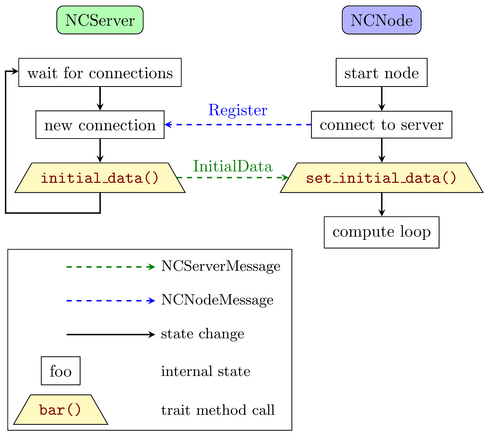 NCServer
NCNode
wait for connections
start node
Register
new connection
connect to server
InitialData
initial_data()
set_initial_data()
compute loop
NCServerMessage
NCNodeMessage
state change
foo
internal state
bar()
trait method call